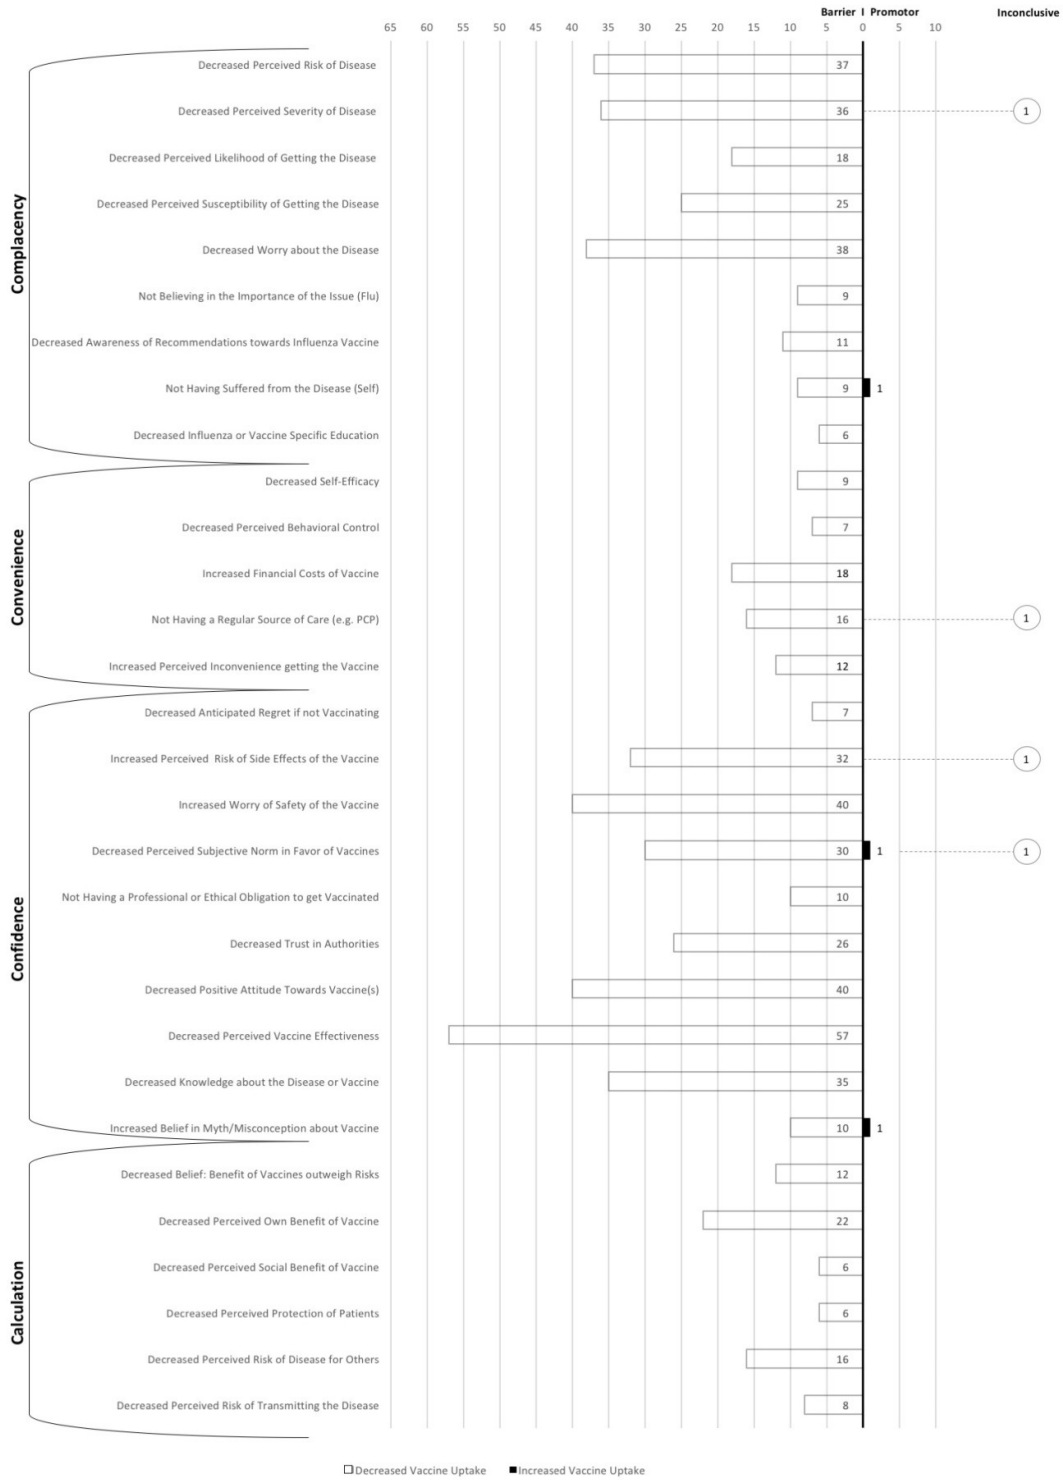 Barrier I Promotor Inconclusive
65 60 55 50 45 40 35 30 25 20 15 10 5 0 5 10
Complacency
Decreased Perceived Risk of Disease 37
Decreased Perceived Severity of Disease 36 1
Decreased Perceived Likelihood of Getting the Disease 18
Decreased Perceived Susceptibility of Getting the Disease 25
Decreased Worry about the Disease 38
Not Believing in the Importance of the Issue (Flu) 9
Decreased Awareness of Recommendations towards Influenza Vaccine 11
Not Having Suffered from the Disease (Self) 9 1
Decreased Influenza or Vaccine Specific Education 6
Convenience
Decreased Self-Efficacy 9
Decreased Perceived Behavioral Control 7
Increased Financial Costs of Vaccine 18
Not Having a Regular Source of Care (e.g. PCP) 16 1
Increased Perceived Inconvenience getting the Vaccine 12
Confidence
Decreased Anticipated Regret if not Vaccinating 7
Increased Perceived Risk of Side Effects of the Vaccine 32 1
Increased Worry of Safety of the Vaccine 40
Decreased Perceived Subjective Norm in Favor of Vaccines 30 1 1
Not Having a Professional or Ethical Obligation to get Vaccinated 10
Decreased Trust in Authorities 26
Decreased Positive Attitude Towards Vaccine(s) 40
Decreased Perceived Vaccine Effectiveness 57
Decreased Knowledge about the Disease or Vaccine 35
Increased Belief in Myth/Misconception about Vaccine 10 1
Calculation
Decreased Belief: Benefit of Vaccines outweigh Risks 12
Decreased Perceived Own Benefit of Vaccine 22
Decreased Perceived Social Benefit of Vaccine 6
Decreased Perceived Protection of Patients 6
Decreased Perceived Risk of Disease for Others 16
Decreased Perceived Risk of Transmitting the Disease 8
Decreased Vaccine Uptake Increased Vaccine Uptake